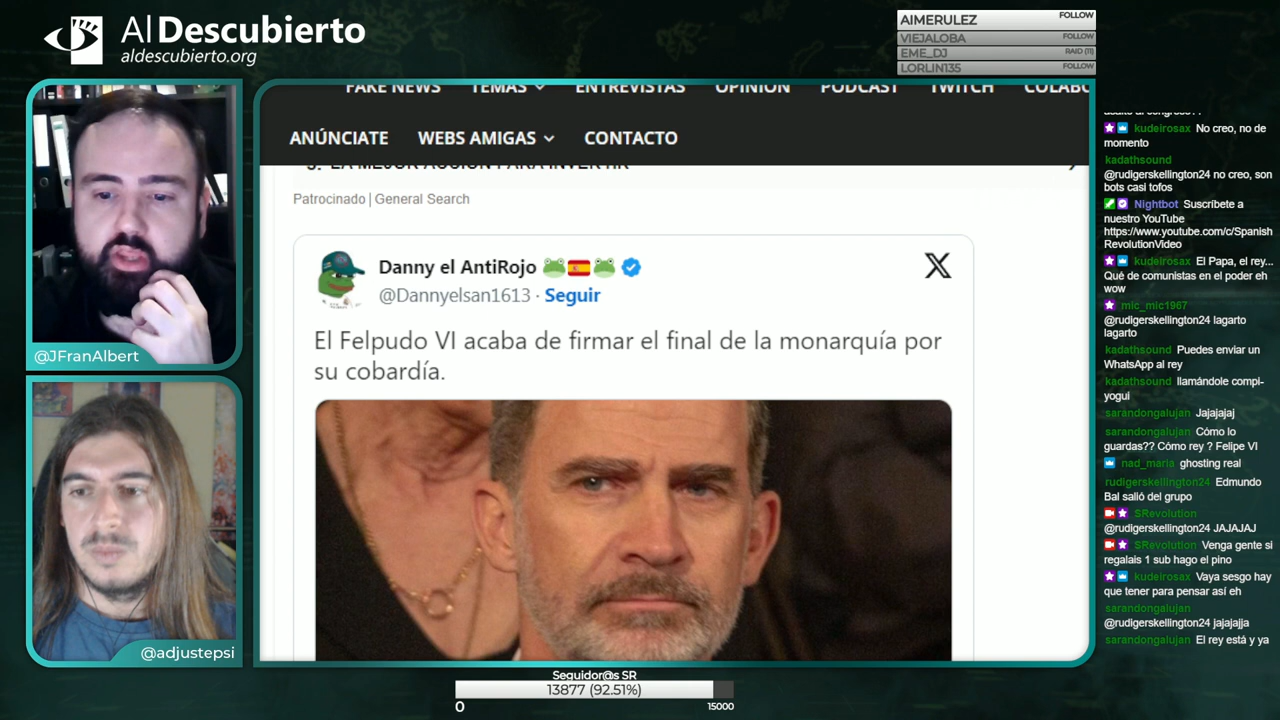 Al Descubierto
aldescubierto.org
AIMERULEZ FOLLOW
VIEJALOBA FOLLOW
EME_DJ RAID (11)
LORLIN135 FOLLOW
@JFranAlbert
@adjustepsi
FAKE NEWS TEMAS ENTREVISTAS OPINIÓN PODCAST TWITCH COLABO
ANÚNCIATE WEBS AMIGAS CONTACTO
Patrocinado | General Search
Danny el AntiRojo 🐸🇪🇸🐸
@Dannyelsan1613 · Seguir
El Felpudo VI acaba de firmar el final de la monarquía por
su cobardía.
kudeirosax No creo, no de
momento
kadathsound
@rudigerskellington24 no creo, son
bots casi tofos
Nightbot Suscríbete a
nuestro YouTube
https://www.youtube.com/c/Spanish
RevolutionVideo
kudeirosax El Papa, el rey...
Qué de comunistas en el poder eh
wow
mic_mic1967
@rudigerskellington24 lagarto
lagarto
kadathsound Puedes enviar un
WhatsApp al rey
kadathsound llamándole compi-
yogui
sarandongalujan Jajajajaj
sarandongalujan Cómo lo
guardas?? Cómo rey ? Felipe VI
nad_maria ghosting real
rudigerskellington24 Edmundo
Bal salió del grupo
SRevolution
@rudigerskellington24 JAJAJAJ
SRevolution Venga gente si
regalais 1 sub hago el pino
kudeirosax Vaya sesgo hay
que tener para pensar así eh
sarandongalujan
@rudigerskellington24 jajajajja
sarandongalujan El rey está y ya
Seguidor@s SR
13877 (92.51%)
0 15000